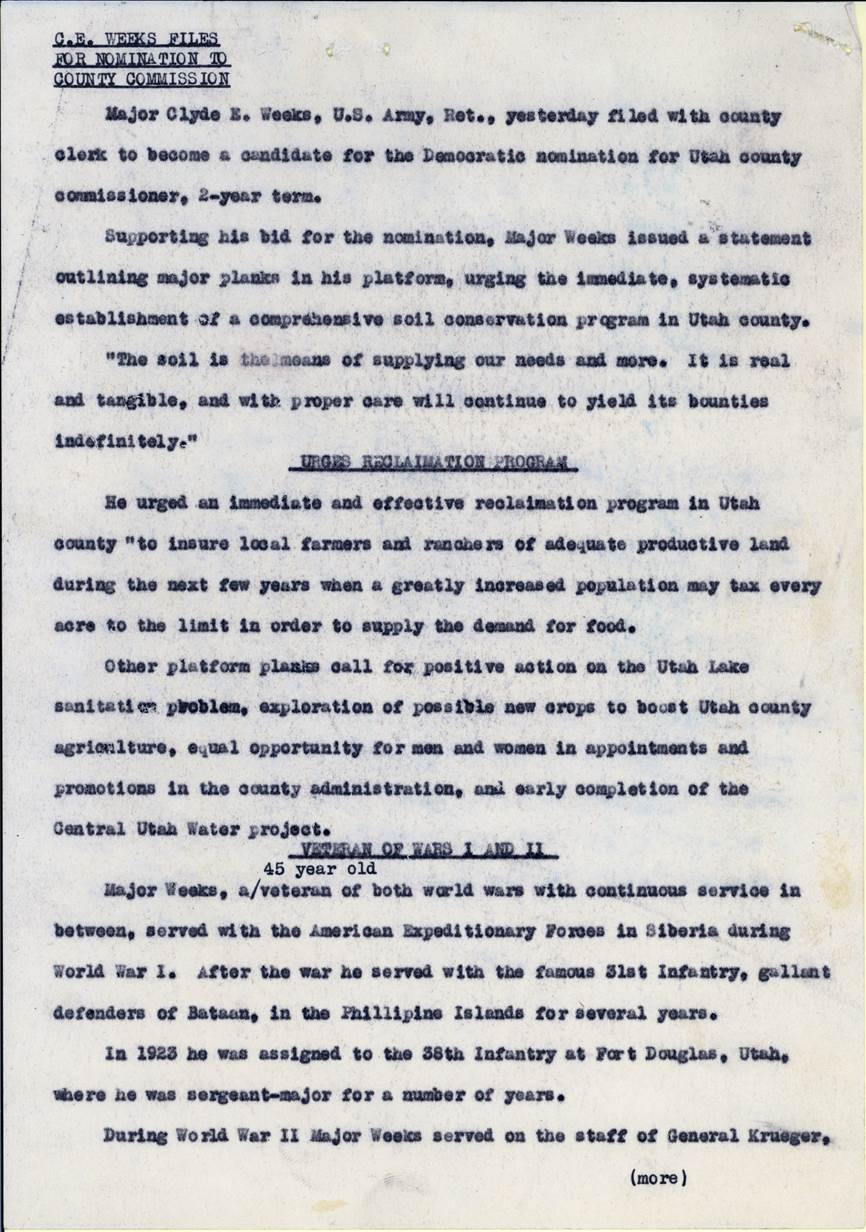 C.E. WEEKS FILES
FOR NOMINATION TO
COUNTY COMMISSION
Major Clyde E. Weeks, U.S. Army, Ret., yesterday filed with county
clerk to become a candidate for the Democratic nomination for Utah county
commissioner, 2-year term.
Supporting his bid for the nomination, Major Weeks issued a statement
outlining major planks in his platform, urging the immediate, systematic
establishment of a comprehensive soil conservation program in Utah county.
"The soil is the means of supplying our needs and more. It is real
and tangible, and with proper care will continue to yield its bounties
indefinitely."
URGES RECLAIMATION PROGRAM
He urged an immediate and effective reclaimation program in Utah
county "to insure local farmers and ranchers of adequate productive land
during the next few years when a greatly increased population may tax every
acre to the limit in order to supply the demand for food.
Other platform planks call for positive action on the Utah Lake
sanitation problem, exploration of possible new crops to boost Utah county
agriculture, equal opportunity for men and women in appointments and
promotions in the county administration, and early completion of the
Central Utah Water project.
VETERAN OF WARS I AND II
45 year old
Major Weeks, a/veteran of both world wars with continuous service in
between, served with the American Expeditionary Forces in Siberia during
World War I. After the war he served with the famous 31st Infantry, gallant
defenders of Bataan, in the Phillipine Islands for several years.
In 1923 he was assigned to the 38th Infantry at Fort Douglas, Utah,
where he was sergeant-major for a number of years.
During World War II Major Weeks served on the staff of General Krueger,
(more)